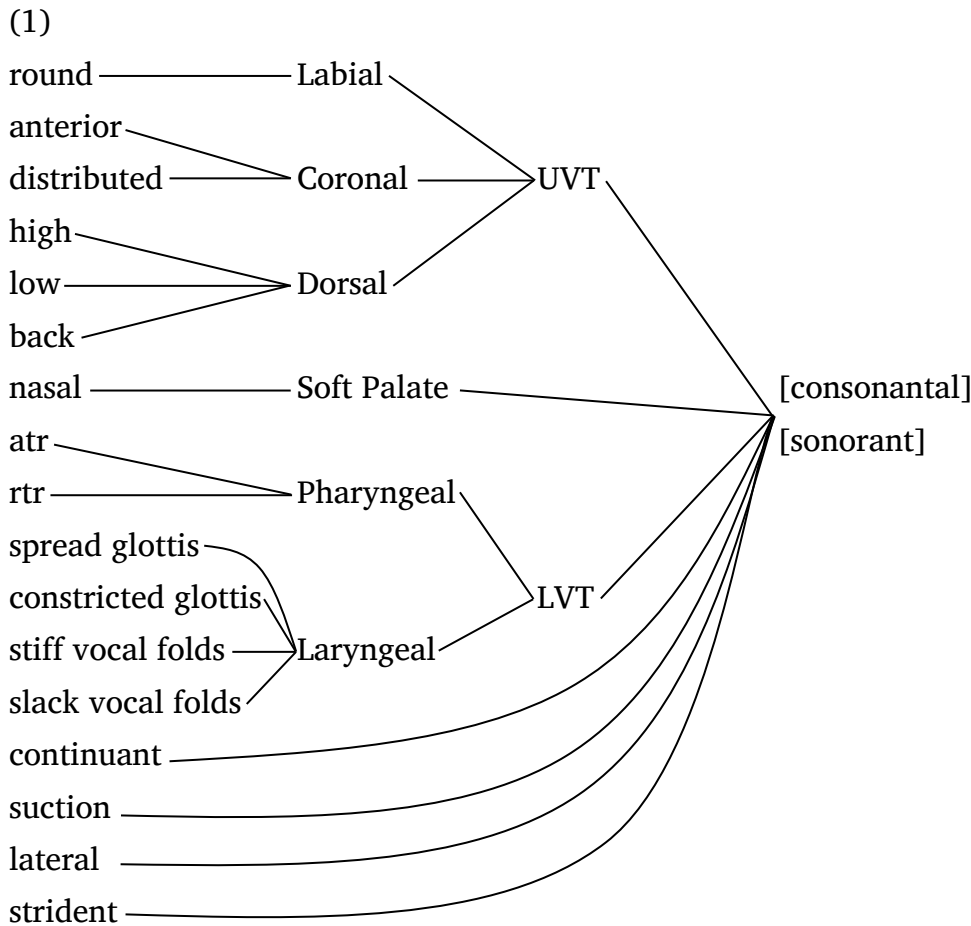 (1)
round Labial
anterior
distributed Coronal UVT
high
low Dorsal
back
nasal Soft Palate [consonantal]
atr [sonorant]
rtr Pharyngeal
spread glottis
constricted glottis LVT
stiff vocal folds Laryngeal
slack vocal folds
continuant
suction
lateral
strident